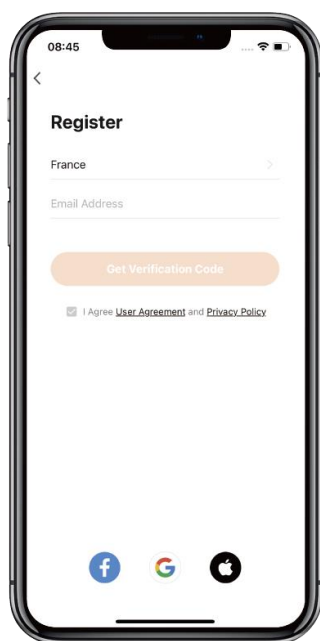 08:45
Register
France
Email Address
Get Verification Code
I Agree User Agreement and Privacy Policy